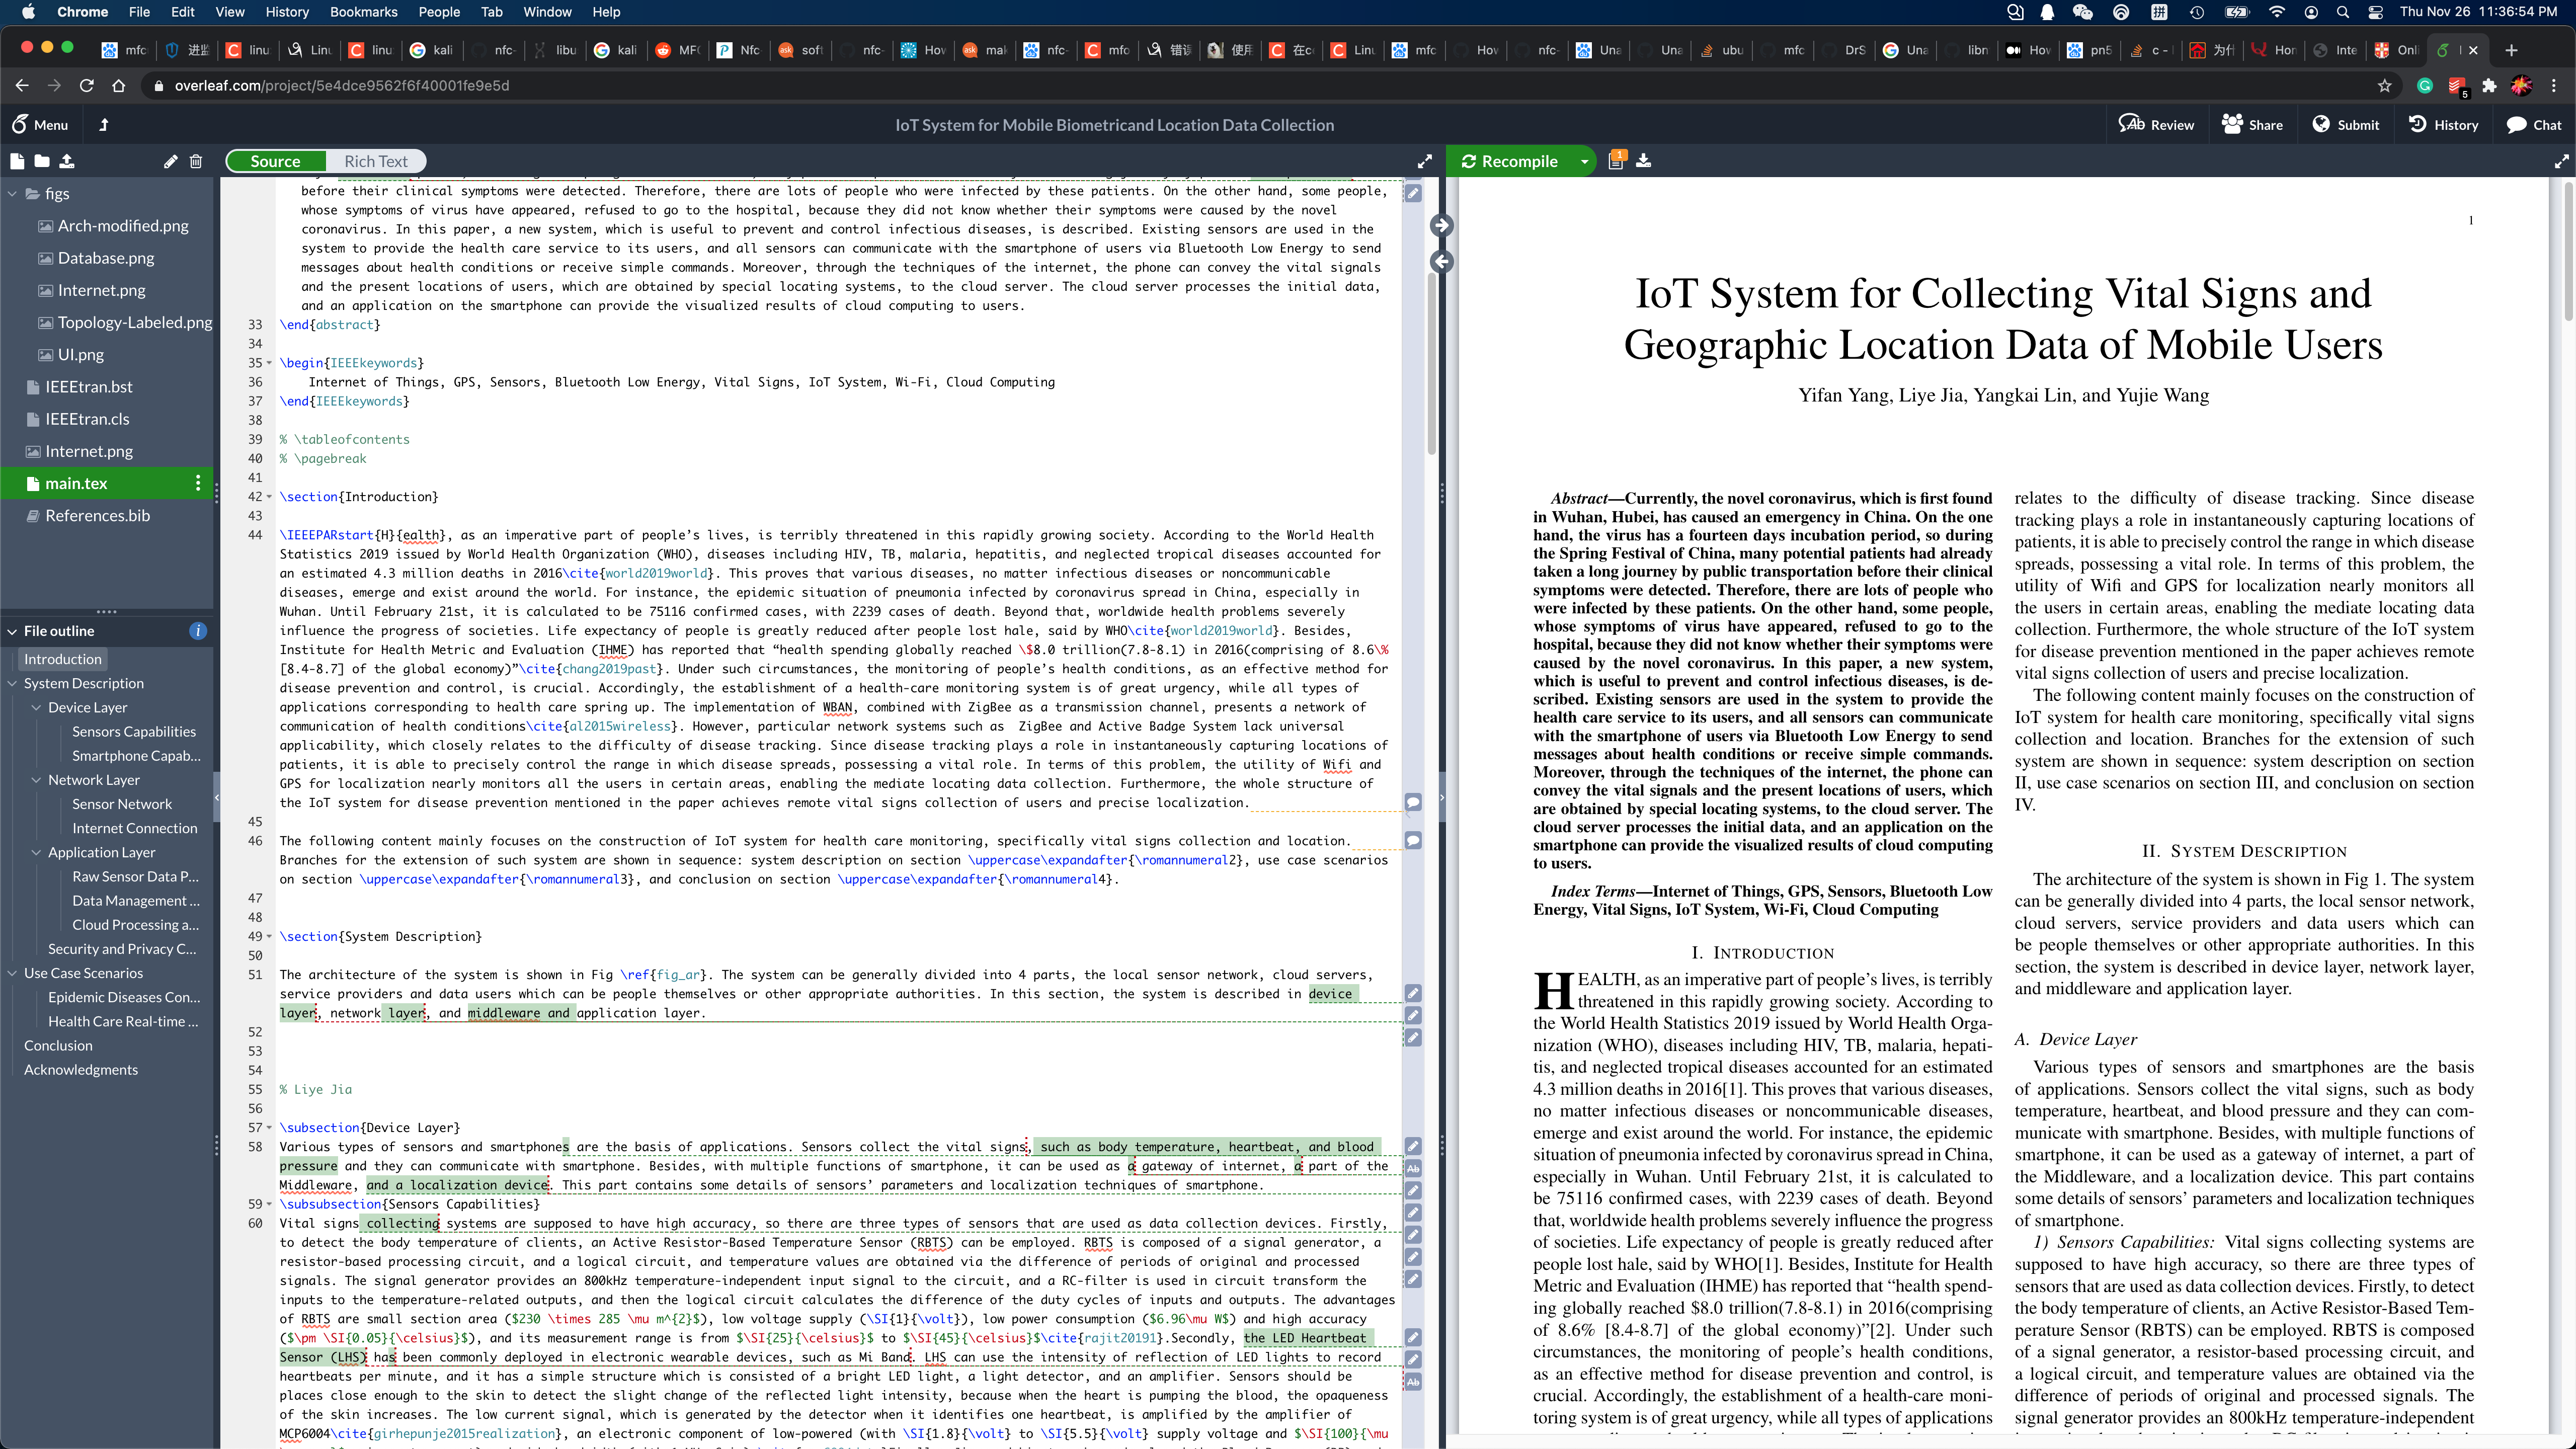 Chrome File Edit View History Bookmarks People Tab Window Help
Thu Nov 26 11:36:54 PM
mfc 进监 linu Linu linu kali nfc- libu kali MFC Nfc soft nfc- How mak nfc- mfo 错误 使用 在c Linu mfc How nfc- Una Una ubu mfc DrS Una libn How pn5 c - 为什 Hon Inte Onli
overleaf.com/project/5e4dce9562f6f40001fe9e5d
5
Menu
IoT System for Mobile Biometricand Location Data Collection
Review Share Submit History Chat
Source Rich Text
Recompile 1
figs
Arch-modified.png
Database.png
Internet.png
Topology-Labeled.png
UI.png
IEEEtran.bst
IEEEtran.cls
Internet.png
main.tex
References.bib
File outline
Introduction
System Description
Device Layer
Sensors Capabilities
Smartphone Capab...
Network Layer
Sensor Network
Internet Connection
Application Layer
Raw Sensor Data P...
Data Management ...
Cloud Processing a...
Security and Privacy C...
Use Case Scenarios
Epidemic Diseases Con...
Health Care Real-time ...
Conclusion
Acknowledgments
before their clinical symptoms were detected. Therefore, there are lots of people who were infected by these patients. On the other hand, some people,
whose symptoms of virus have appeared, refused to go to the hospital, because they did not know whether their symptoms were caused by the novel
coronavirus. In this paper, a new system, which is useful to prevent and control infectious diseases, is described. Existing sensors are used in the
system to provide the health care service to its users, and all sensors can communicate with the smartphone of users via Bluetooth Low Energy to send
messages about health conditions or receive simple commands. Moreover, through the techniques of the internet, the phone can convey the vital signals
and the present locations of users, which are obtained by special locating systems, to the cloud server. The cloud server processes the initial data,
and an application on the smartphone can provide the visualized results of cloud computing to users.
33 \end{abstract}
34
35 \begin{IEEEkeywords}
36 Internet of Things, GPS, Sensors, Bluetooth Low Energy, Vital Signs, IoT System, Wi-Fi, Cloud Computing
37 \end{IEEEkeywords}
38
39 % \tableofcontents
40 % \pagebreak
41
42 \section{Introduction}
43
44 \IEEEPARstart{H}{ealth}, as an imperative part of people's lives, is terribly threatened in this rapidly growing society. According to the World Health
Statistics 2019 issued by World Health Organization (WHO), diseases including HIV, TB, malaria, hepatitis, and neglected tropical diseases accounted for
an estimated 4.3 million deaths in 2016\cite{world2019world}. This proves that various diseases, no matter infectious diseases or noncommunicable
diseases, emerge and exist around the world. For instance, the epidemic situation of pneumonia infected by coronavirus spread in China, especially in
Wuhan. Until February 21st, it is calculated to be 75116 confirmed cases, with 2239 cases of death. Beyond that, worldwide health problems severely
influence the progress of societies. Life expectancy of people is greatly reduced after people lost hale, said by WHO\cite{world2019world}. Besides,
Institute for Health Metric and Evaluation (IHME) has reported that “health spending globally reached \$8.0 trillion(7.8-8.1) in 2016(comprising of 8.6\%
[8.4-8.7] of the global economy)”\cite{chang2019past}. Under such circumstances, the monitoring of people's health conditions, as an effective method for
disease prevention and control, is crucial. Accordingly, the establishment of a health-care monitoring system is of great urgency, while all types of
applications corresponding to health care spring up. The implementation of WBAN, combined with ZigBee as a transmission channel, presents a network of
communication of health conditions\cite{al2015wireless}. However, particular network systems such as  ZigBee and Active Badge System lack universal
applicability, which closely relates to the difficulty of disease tracking. Since disease tracking plays a role in instantaneously capturing locations of
patients, it is able to precisely control the range in which disease spreads, possessing a vital role. In terms of this problem, the utility of Wifi and
GPS for localization nearly monitors all the users in certain areas, enabling the mediate locating data collection. Furthermore, the whole structure of
the IoT system for disease prevention mentioned in the paper achieves remote vital signs collection of users and precise localization.
45
46 The following content mainly focuses on the construction of IoT system for health care monitoring, specifically vital signs collection and location.
Branches for the extension of such system are shown in sequence: system description on section \uppercase\expandafter{\romannumeral2}, use case scenarios
on section \uppercase\expandafter{\romannumeral3}, and conclusion on section \uppercase\expandafter{\romannumeral4}.
47
48
49 \section{System Description}
50
51 The architecture of the system is shown in Fig \ref{fig_ar}. The system can be generally divided into 4 parts, the local sensor network, cloud servers,
service providers and data users which can be people themselves or other appropriate authorities. In this section, the system is described in device
layer, network layer, and middleware and application layer.
52
53
54
55 % Liye Jia
56
57 \subsection{Device Layer}
58 Various types of sensors and smartphones are the basis of applications. Sensors collect the vital signs, such as body temperature, heartbeat, and blood
pressure and they can communicate with smartphone. Besides, with multiple functions of smartphone, it can be used as a gateway of internet, a part of the
Middleware, and a localization device. This part contains some details of sensors' parameters and localization techniques of smartphone.
59 \subsubsection{Sensors Capabilities}
60 Vital signs collecting systems are supposed to have high accuracy, so there are three types of sensors that are used as data collection devices. Firstly,
to detect the body temperature of clients, an Active Resistor-Based Temperature Sensor (RBTS) can be employed. RBTS is composed of a signal generator, a
resistor-based processing circuit, and a logical circuit, and temperature values are obtained via the difference of periods of original and processed
signals. The signal generator provides an 800kHz temperature-independent input signal to the circuit, and a RC-filter is used in circuit transform the
inputs to the temperature-related outputs, and then the logical circuit calculates the difference of the duty cycles of inputs and outputs. The advantages
of RBTS are small section area ($230 \times 285 \mu m^{2}$), low voltage supply (\SI{1}{\volt}), low power consumption ($6.96\mu W$) and high accuracy
($\pm \SI{0.05}{\celsius}$), and its measurement range is from $\SI{25}{\celsius}$ to $\SI{45}{\celsius}$\cite{rajit20191}.Secondly, the LED Heartbeat
Sensor (LHS) has been commonly deployed in electronic wearable devices, such as Mi Band. LHS can use the intensity of reflection of LED lights to record
heartbeats per minute, and it has a simple structure which is consisted of a bright LED light, a light detector, and an amplifier. Sensors should be
places close enough to the skin to detect the slight change of the reflected light intensity, because when the heart is pumping the blood, the opaqueness
of the skin increases. The low current signal, which is generated by the detector when it identifies one heartbeat, is amplified by the amplifier of
MCP6004\cite{girhepunje2015realization}, an electronic component of low-powered (with \SI{1.8}{\volt} to \SI{5.5}{\volt} supply voltage and $\SI{100}{\mu
1
IoT System for Collecting Vital Signs and
Geographic Location Data of Mobile Users
Yifan Yang, Liye Jia, Yangkai Lin, and Yujie Wang
Abstract—Currently, the novel coronavirus, which is first found
in Wuhan, Hubei, has caused an emergency in China. On the one
hand, the virus has a fourteen days incubation period, so during
the Spring Festival of China, many potential patients had already
taken a long journey by public transportation before their clinical
symptoms were detected. Therefore, there are lots of people who
were infected by these patients. On the other hand, some people,
whose symptoms of virus have appeared, refused to go to the
hospital, because they did not know whether their symptoms were
caused by the novel coronavirus. In this paper, a new system,
which is useful to prevent and control infectious diseases, is de-
scribed. Existing sensors are used in the system to provide the
health care service to its users, and all sensors can communicate
with the smartphone of users via Bluetooth Low Energy to send
messages about health conditions or receive simple commands.
Moreover, through the techniques of the internet, the phone can
convey the vital signals and the present locations of users, which
are obtained by special locating systems, to the cloud server. The
cloud server processes the initial data, and an application on the
smartphone can provide the visualized results of cloud computing
to users.
Index Terms—Internet of Things, GPS, Sensors, Bluetooth Low
Energy, Vital Signs, IoT System, Wi-Fi, Cloud Computing
I. INTRODUCTION
HEALTH, as an imperative part of people's lives, is terribly
threatened in this rapidly growing society. According to
the World Health Statistics 2019 issued by World Health Orga-
nization (WHO), diseases including HIV, TB, malaria, hepati-
tis, and neglected tropical diseases accounted for an estimated
4.3 million deaths in 2016[1]. This proves that various diseases,
no matter infectious diseases or noncommunicable diseases,
emerge and exist around the world. For instance, the epidemic
situation of pneumonia infected by coronavirus spread in China,
especially in Wuhan. Until February 21st, it is calculated to
be 75116 confirmed cases, with 2239 cases of death. Beyond
that, worldwide health problems severely influence the progress
of societies. Life expectancy of people is greatly reduced after
people lost hale, said by WHO[1]. Besides, Institute for Health
Metric and Evaluation (IHME) has reported that “health spend-
ing globally reached $8.0 trillion(7.8-8.1) in 2016(comprising
of 8.6% [8.4-8.7] of the global economy)”[2]. Under such
circumstances, the monitoring of people's health conditions,
as an effective method for disease prevention and control, is
crucial. Accordingly, the establishment of a health-care moni-
toring system is of great urgency, while all types of applications
relates to the difficulty of disease tracking. Since disease
tracking plays a role in instantaneously capturing locations of
patients, it is able to precisely control the range in which disease
spreads, possessing a vital role. In terms of this problem, the
utility of Wifi and GPS for localization nearly monitors all
the users in certain areas, enabling the mediate locating data
collection. Furthermore, the whole structure of the IoT system
for disease prevention mentioned in the paper achieves remote
vital signs collection of users and precise localization.
The following content mainly focuses on the construction of
IoT system for health care monitoring, specifically vital signs
collection and location. Branches for the extension of such
system are shown in sequence: system description on section
II, use case scenarios on section III, and conclusion on section
IV.
II. SYSTEM DESCRIPTION
The architecture of the system is shown in Fig 1. The system
can be generally divided into 4 parts, the local sensor network,
cloud servers, service providers and data users which can
be people themselves or other appropriate authorities. In this
section, the system is described in device layer, network layer,
and middleware and application layer.
A. Device Layer
Various types of sensors and smartphones are the basis
of applications. Sensors collect the vital signs, such as body
temperature, heartbeat, and blood pressure and they can com-
municate with smartphone. Besides, with multiple functions of
smartphone, it can be used as a gateway of internet, a part of
the Middleware, and a localization device. This part contains
some details of sensors' parameters and localization techniques
of smartphone.
1) Sensors Capabilities: Vital signs collecting systems are
supposed to have high accuracy, so there are three types of
sensors that are used as data collection devices. Firstly, to detect
the body temperature of clients, an Active Resistor-Based Tem-
perature Sensor (RBTS) can be employed. RBTS is composed
of a signal generator, a resistor-based processing circuit, and
a logical circuit, and temperature values are obtained via the
difference of periods of original and processed signals. The
signal generator provides an 800kHz temperature-independent